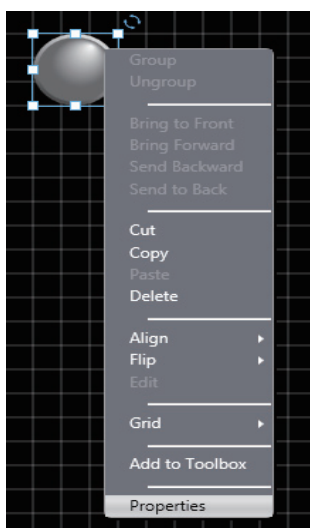 Group
Ungroup
Bring to Front
Bring Forward
Send Backward
Send to Back
Cut
Copy
Paste
Delete
Align
Flip
Edit
Grid
Add to Toolbox
Properties